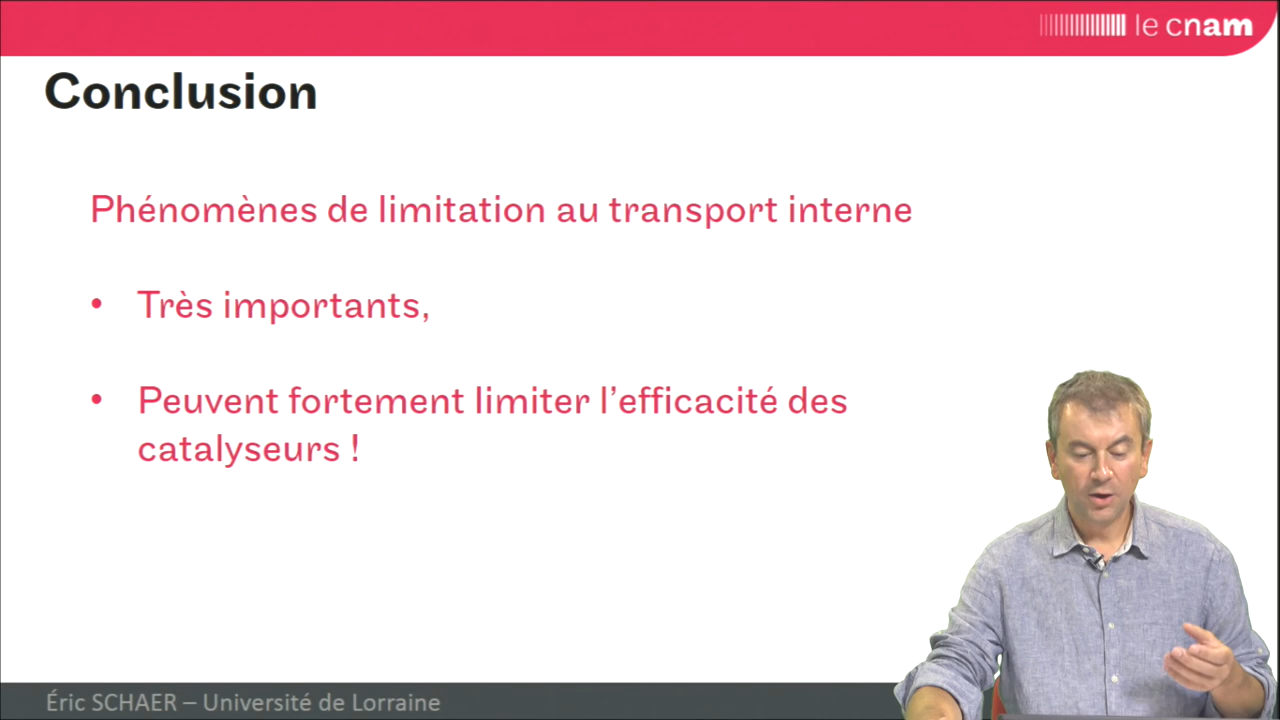 le cnam
Conclusion
Phénomènes de limitation au transport interne
• Très importants,
• Peuvent fortement limiter l'efficacité des
catalyseurs !
Éric SCHAER – Université de Lorraine